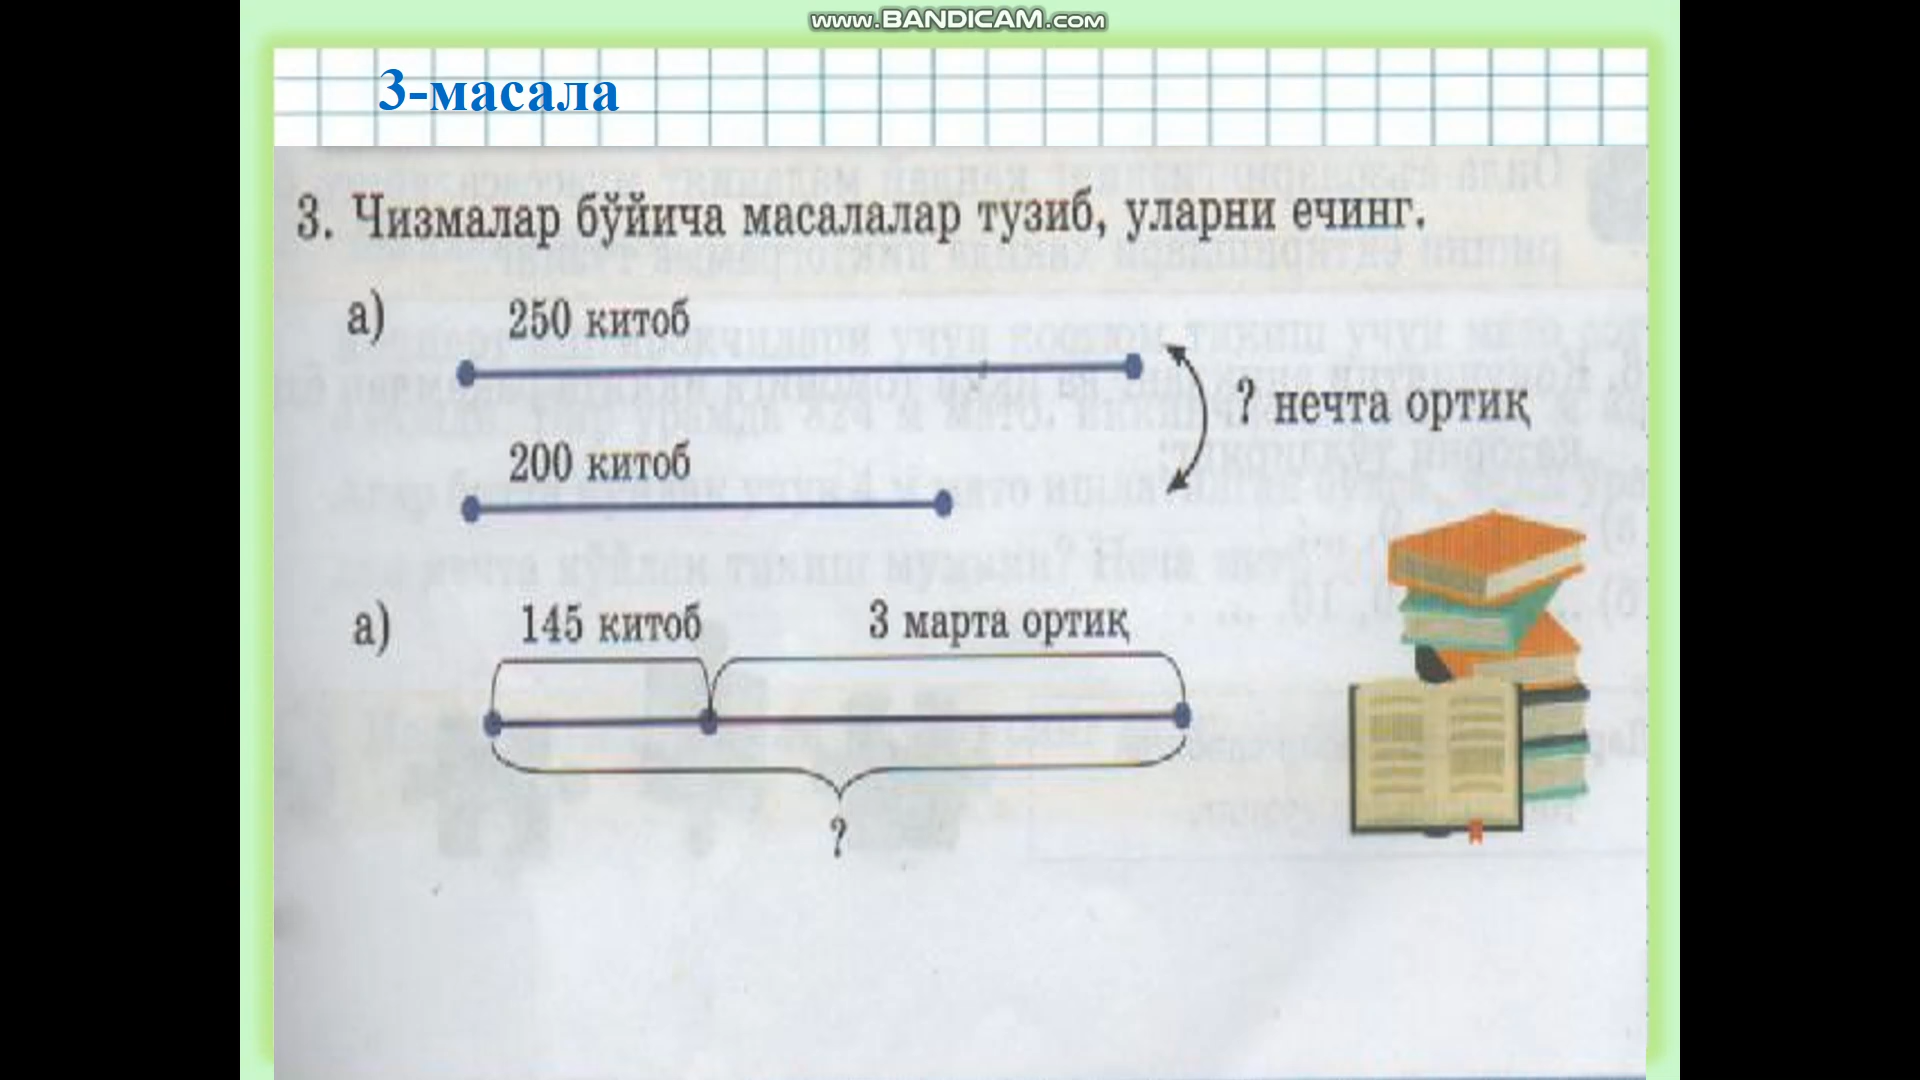 www.BANDICAM.com
3-масала
3. Чизмалар бўйича масалалар тузиб, уларни ечинг.
а) 250 китоб
? нечта ортиқ
200 китоб
а) 145 китоб 3 марта ортиқ
?